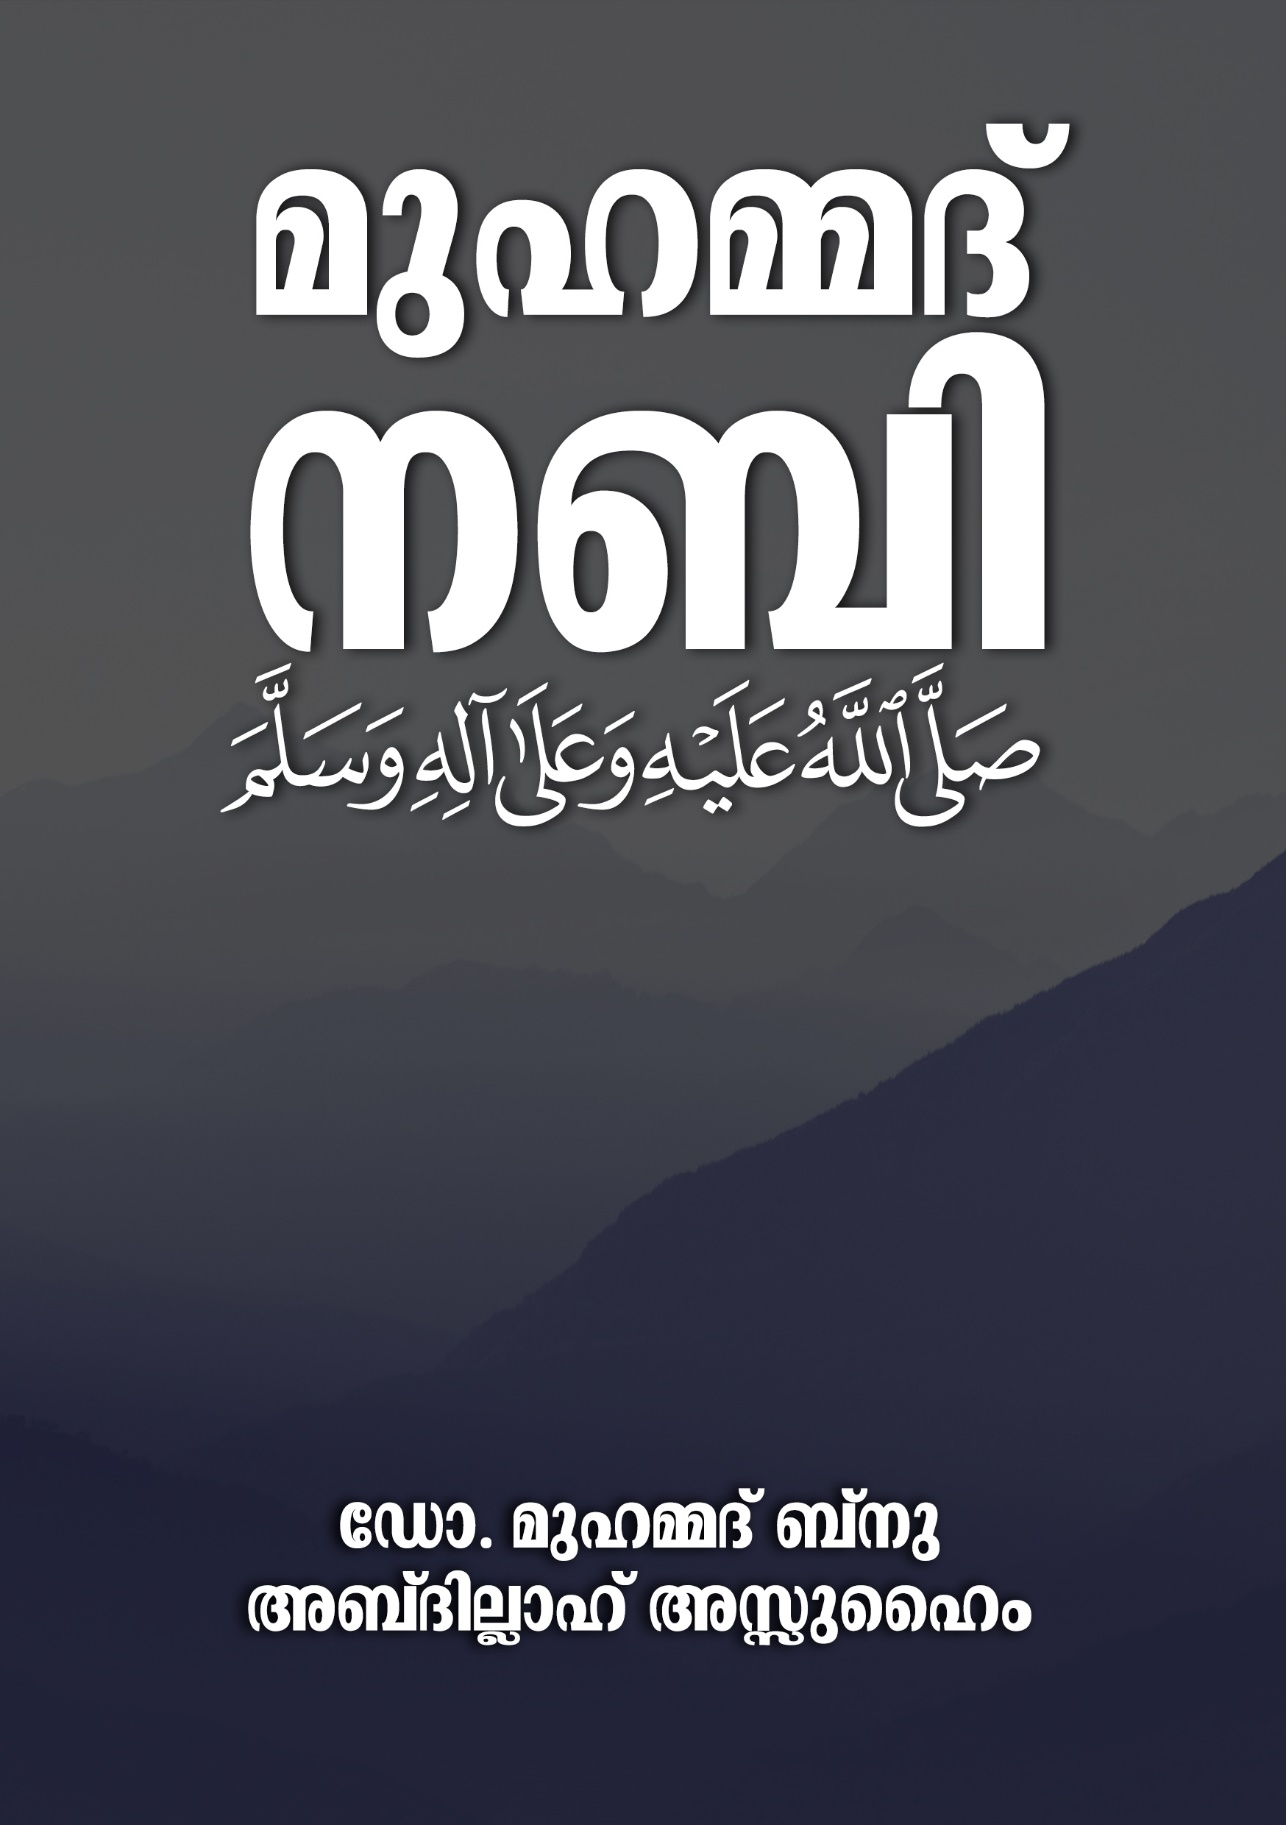 മുഹമ്മദ്
നബി
صَلَّى ٱللَّهُ عَلَيْهِ وَعَلَىٰ آلِهِ وَسَلَّمَ
ഡോ. മുഹമ്മദ് ബ്നു
അബ്ദില്ലാഹ് അസ്സുഹൈം